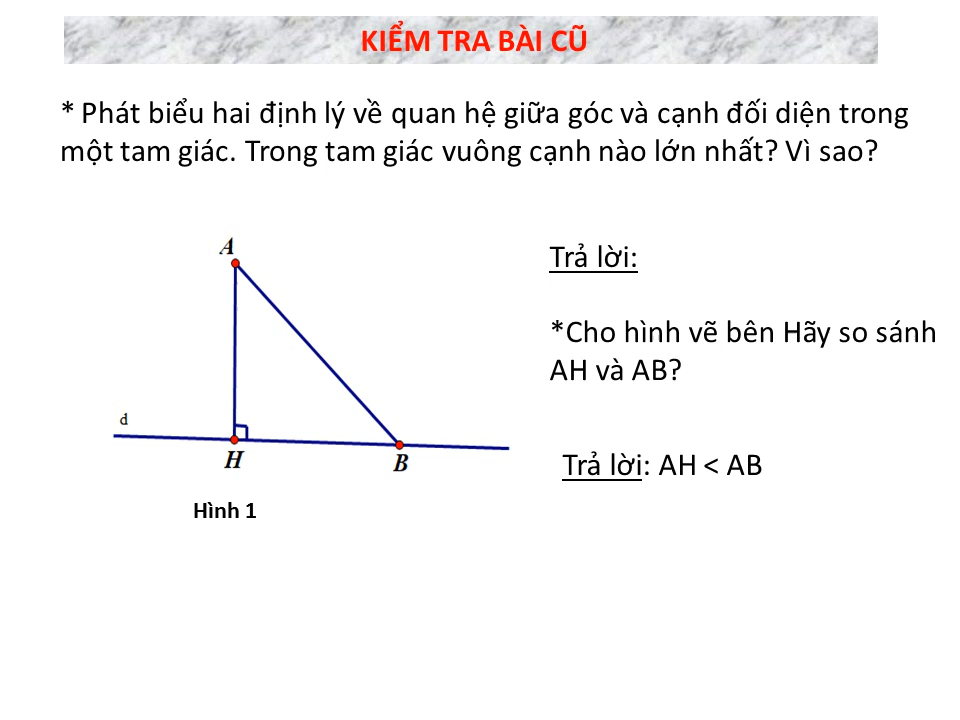 KIỂM TRA BÀI CŨ
* Phát biểu hai định lý về quan hệ giữa góc và cạnh đối diện trong
một tam giác. Trong tam giác vuông cạnh nào lớn nhất? Vì sao?
A
d
H
B
Hình 1
Trả lời:
*Cho hình vẽ bên Hãy so sánh
AH và AB?
Trả lời: AH < AB